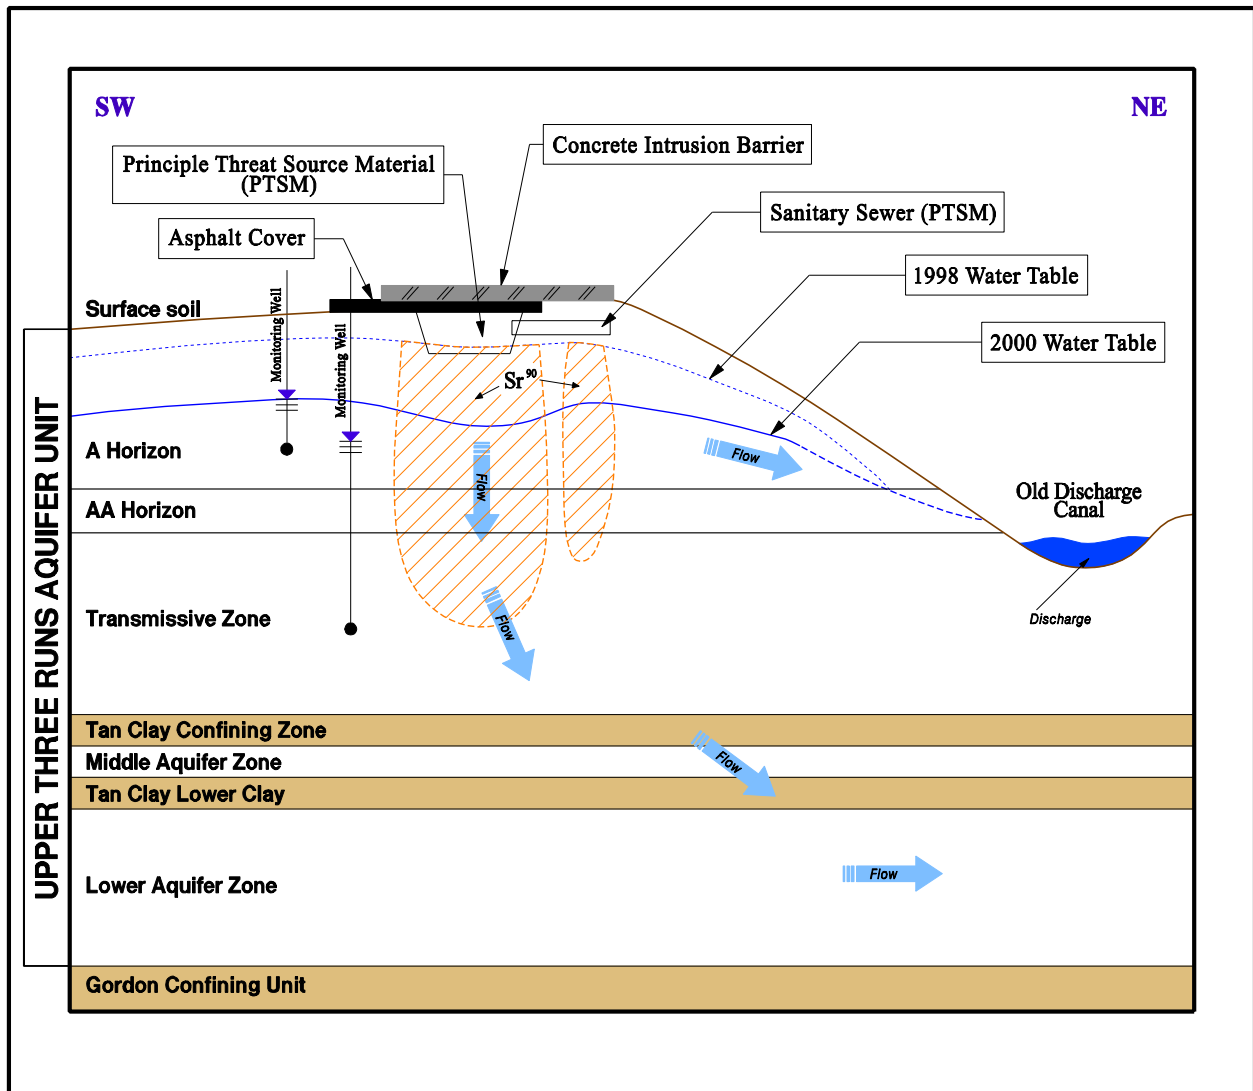 SW
NE
Concrete Intrusion Barrier
Principle Threat Source Material
(PTSM)
Sanitary Sewer (PTSM)
Asphalt Cover
1998 Water Table
Surface soil
Monitoring Well
Monitoring Well
2000 Water Table
Sr90
UPPER THREE RUNS AQUIFER UNIT
A Horizon
Flow
Flow
Old Discharge
Canal
AA Horizon
Transmissive Zone
Flow
Discharge
Tan Clay Confining Zone
Middle Aquifer Zone
Flow
Tan Clay Lower Clay
Lower Aquifer Zone
Flow
Gordon Confining Unit